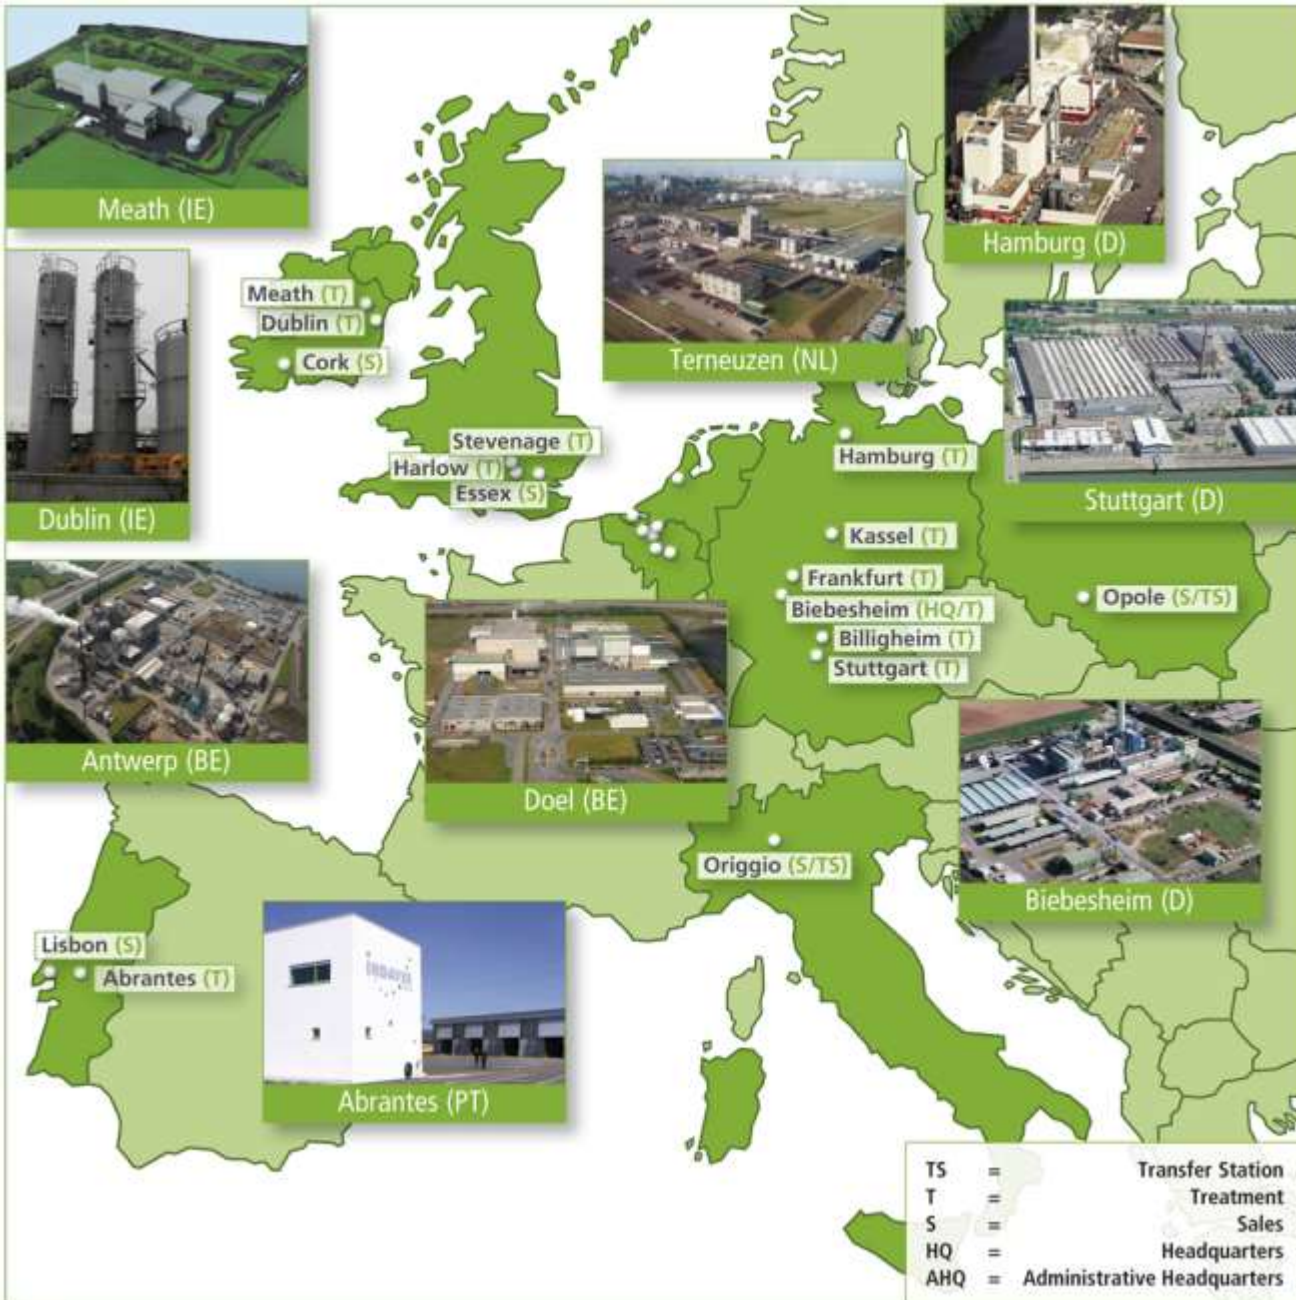 Meath (IE)
Hamburg (D)
Terneuzen (NL)
Meath (T)
Dublin (T)
Cork (S)
Stuttgart (D)
Dublin (IE)
Stevenage (T)
Harlow (T)
Essex (S)
Hamburg (T)
Kassel (T)
Frankfurt (T)
Biebesheim (HQ/T)
Billigheim (T)
Stuttgart (T)
Opole (S/TS)
Antwerp (BE)
Doel (BE)
Origgio (S/TS)
Biebesheim (D)
Lisbon (S)
Abrantes (T)
INDAVER
Abrantes (PT)
TS = Transfer Station
T = Treatment
S = Sales
HQ = Headquarters
AHQ = Administrative Headquarters